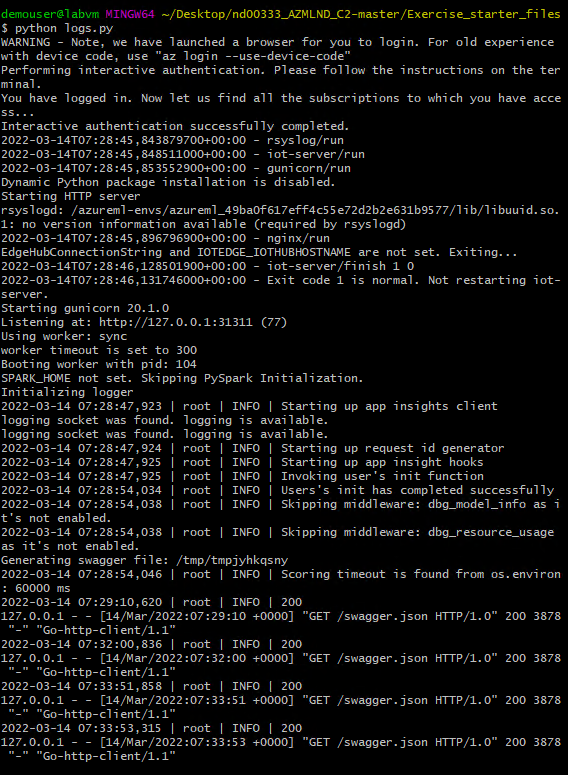 demouser@labvm MINGW64 ~/Desktop/nd00333_AZMLND_C2-master/Exercise_starter_files
$ python logs.py
WARNING - Note, we have launched a browser for you to login. For old experience
with device code, use "az login --use-device-code"
Performing interactive authentication. Please follow the instructions on the ter
minal.
You have logged in. Now let us find all the subscriptions to which you have acce
ss...
Interactive authentication successfully completed.
2022-03-14T07:28:45,843879700+00:00 - rsyslog/run
2022-03-14T07:28:45,848511000+00:00 - iot-server/run
2022-03-14T07:28:45,853552900+00:00 - gunicorn/run
Dynamic Python package installation is disabled.
Starting HTTP server
rsyslogd: /azureml-envs/azureml_49ba0f617eff4c55e72d2b2e631b9577/lib/libuuid.so.
1: no version information available (required by rsyslogd)
2022-03-14T07:28:45,896796900+00:00 - nginx/run
EdgeHubConnectionString and IOTEDGE_IOTHUBHOSTNAME are not set. Exiting...
2022-03-14T07:28:46,128501900+00:00 - iot-server/finish 1 0
2022-03-14T07:28:46,131746000+00:00 - Exit code 1 is normal. Not restarting iot-
server.
Starting gunicorn 20.1.0
Listening at: http://127.0.0.1:31311 (77)
Using worker: sync
worker timeout is set to 300
Booting worker with pid: 104
SPARK_HOME not set. Skipping PySpark Initialization.
Initializing logger
2022-03-14 07:28:47,923 | root | INFO | Starting up app insights client
logging socket was found. logging is available.
logging socket was found. logging is available.
2022-03-14 07:28:47,924 | root | INFO | Starting up request id generator
2022-03-14 07:28:47,925 | root | INFO | Starting up app insight hooks
2022-03-14 07:28:47,925 | root | INFO | Invoking user's init function
2022-03-14 07:28:54,034 | root | INFO | Users's init has completed successfully
2022-03-14 07:28:54,038 | root | INFO | Skipping middleware: dbg_model_info as i
t's not enabled.
2022-03-14 07:28:54,038 | root | INFO | Skipping middleware: dbg_resource_usage
as it's not enabled.
Generating swagger file: /tmp/tmpjyhkqsny
2022-03-14 07:28:54,046 | root | INFO | Scoring timeout is found from os.environ
: 60000 ms
2022-03-14 07:29:10,620 | root | INFO | 200
127.0.0.1 - - [14/Mar/2022:07:29:10 +0000] "GET /swagger.json HTTP/1.0" 200 3878
"-" "Go-http-client/1.1"
2022-03-14 07:32:00,836 | root | INFO | 200
127.0.0.1 - - [14/Mar/2022:07:32:00 +0000] "GET /swagger.json HTTP/1.0" 200 3878
"-" "Go-http-client/1.1"
2022-03-14 07:33:51,858 | root | INFO | 200
127.0.0.1 - - [14/Mar/2022:07:33:51 +0000] "GET /swagger.json HTTP/1.0" 200 3878
"-" "Go-http-client/1.1"
2022-03-14 07:33:53,315 | root | INFO | 200
127.0.0.1 - - [14/Mar/2022:07:33:53 +0000] "GET /swagger.json HTTP/1.0" 200 3878
"-" "Go-http-client/1.1"